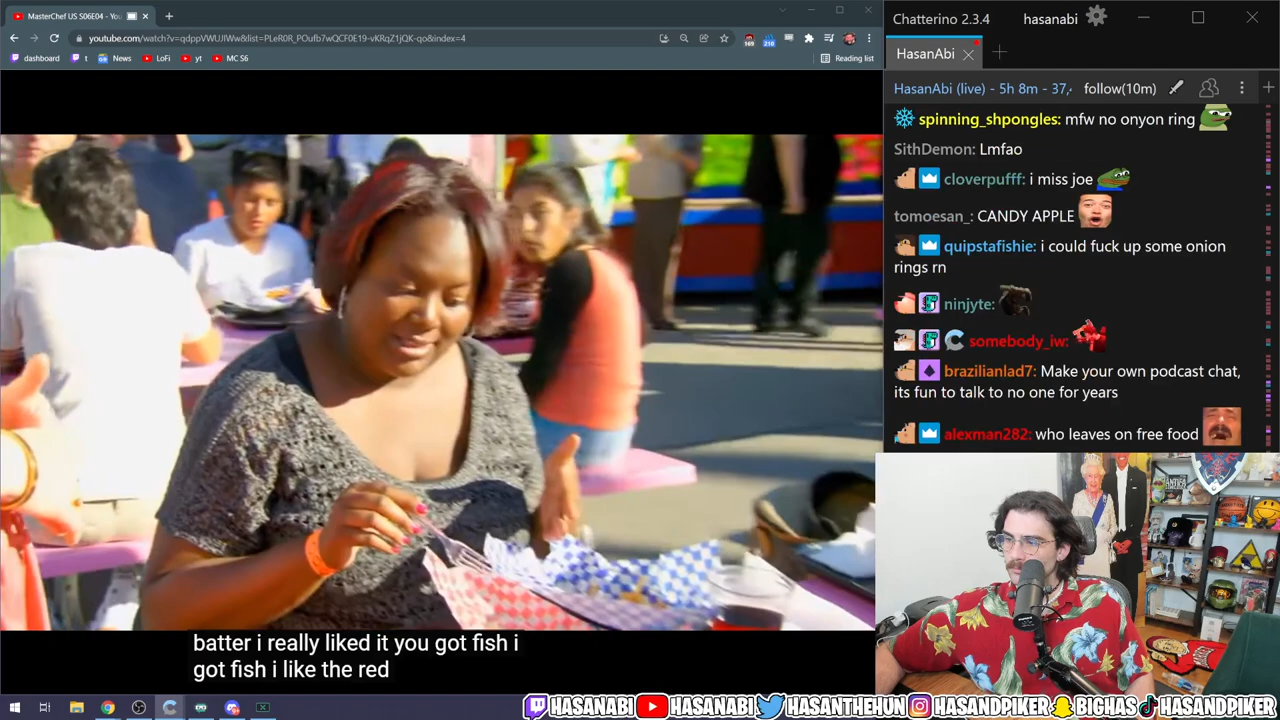 MasterChef US S06E04 - You
youtube.com/watch?v=qdppVWUJIWw&list=PLeR0R_POufb7wQCF0E19-vKRqZ1jQK-qo&index=4
169
210
dashboard
t
News
LoFi
yt
MC S6
Reading list
batter i really liked it you got fish i
got fish i like the red
Chatterino 2.3.4
hasanabi
HasanAbi
HasanAbi (live) - 5h 8m - 37,
follow(10m)
spinning_shpongles: mfw no onyon ring
SithDemon: Lmfao
cloverpufff: i miss joe
tomoesan_: CANDY APPLE
quipstafishie: i could fuck up some onion
rings rn
ninjyte:
somebody_iw:
brazilianlad7: Make your own podcast chat,
its fun to talk to no one for years
alexman282: who leaves on free food
HASANABI
HASANABI
HASANTHEHUN
HASANDPIKER
BIGHAS
HASANDPIKER